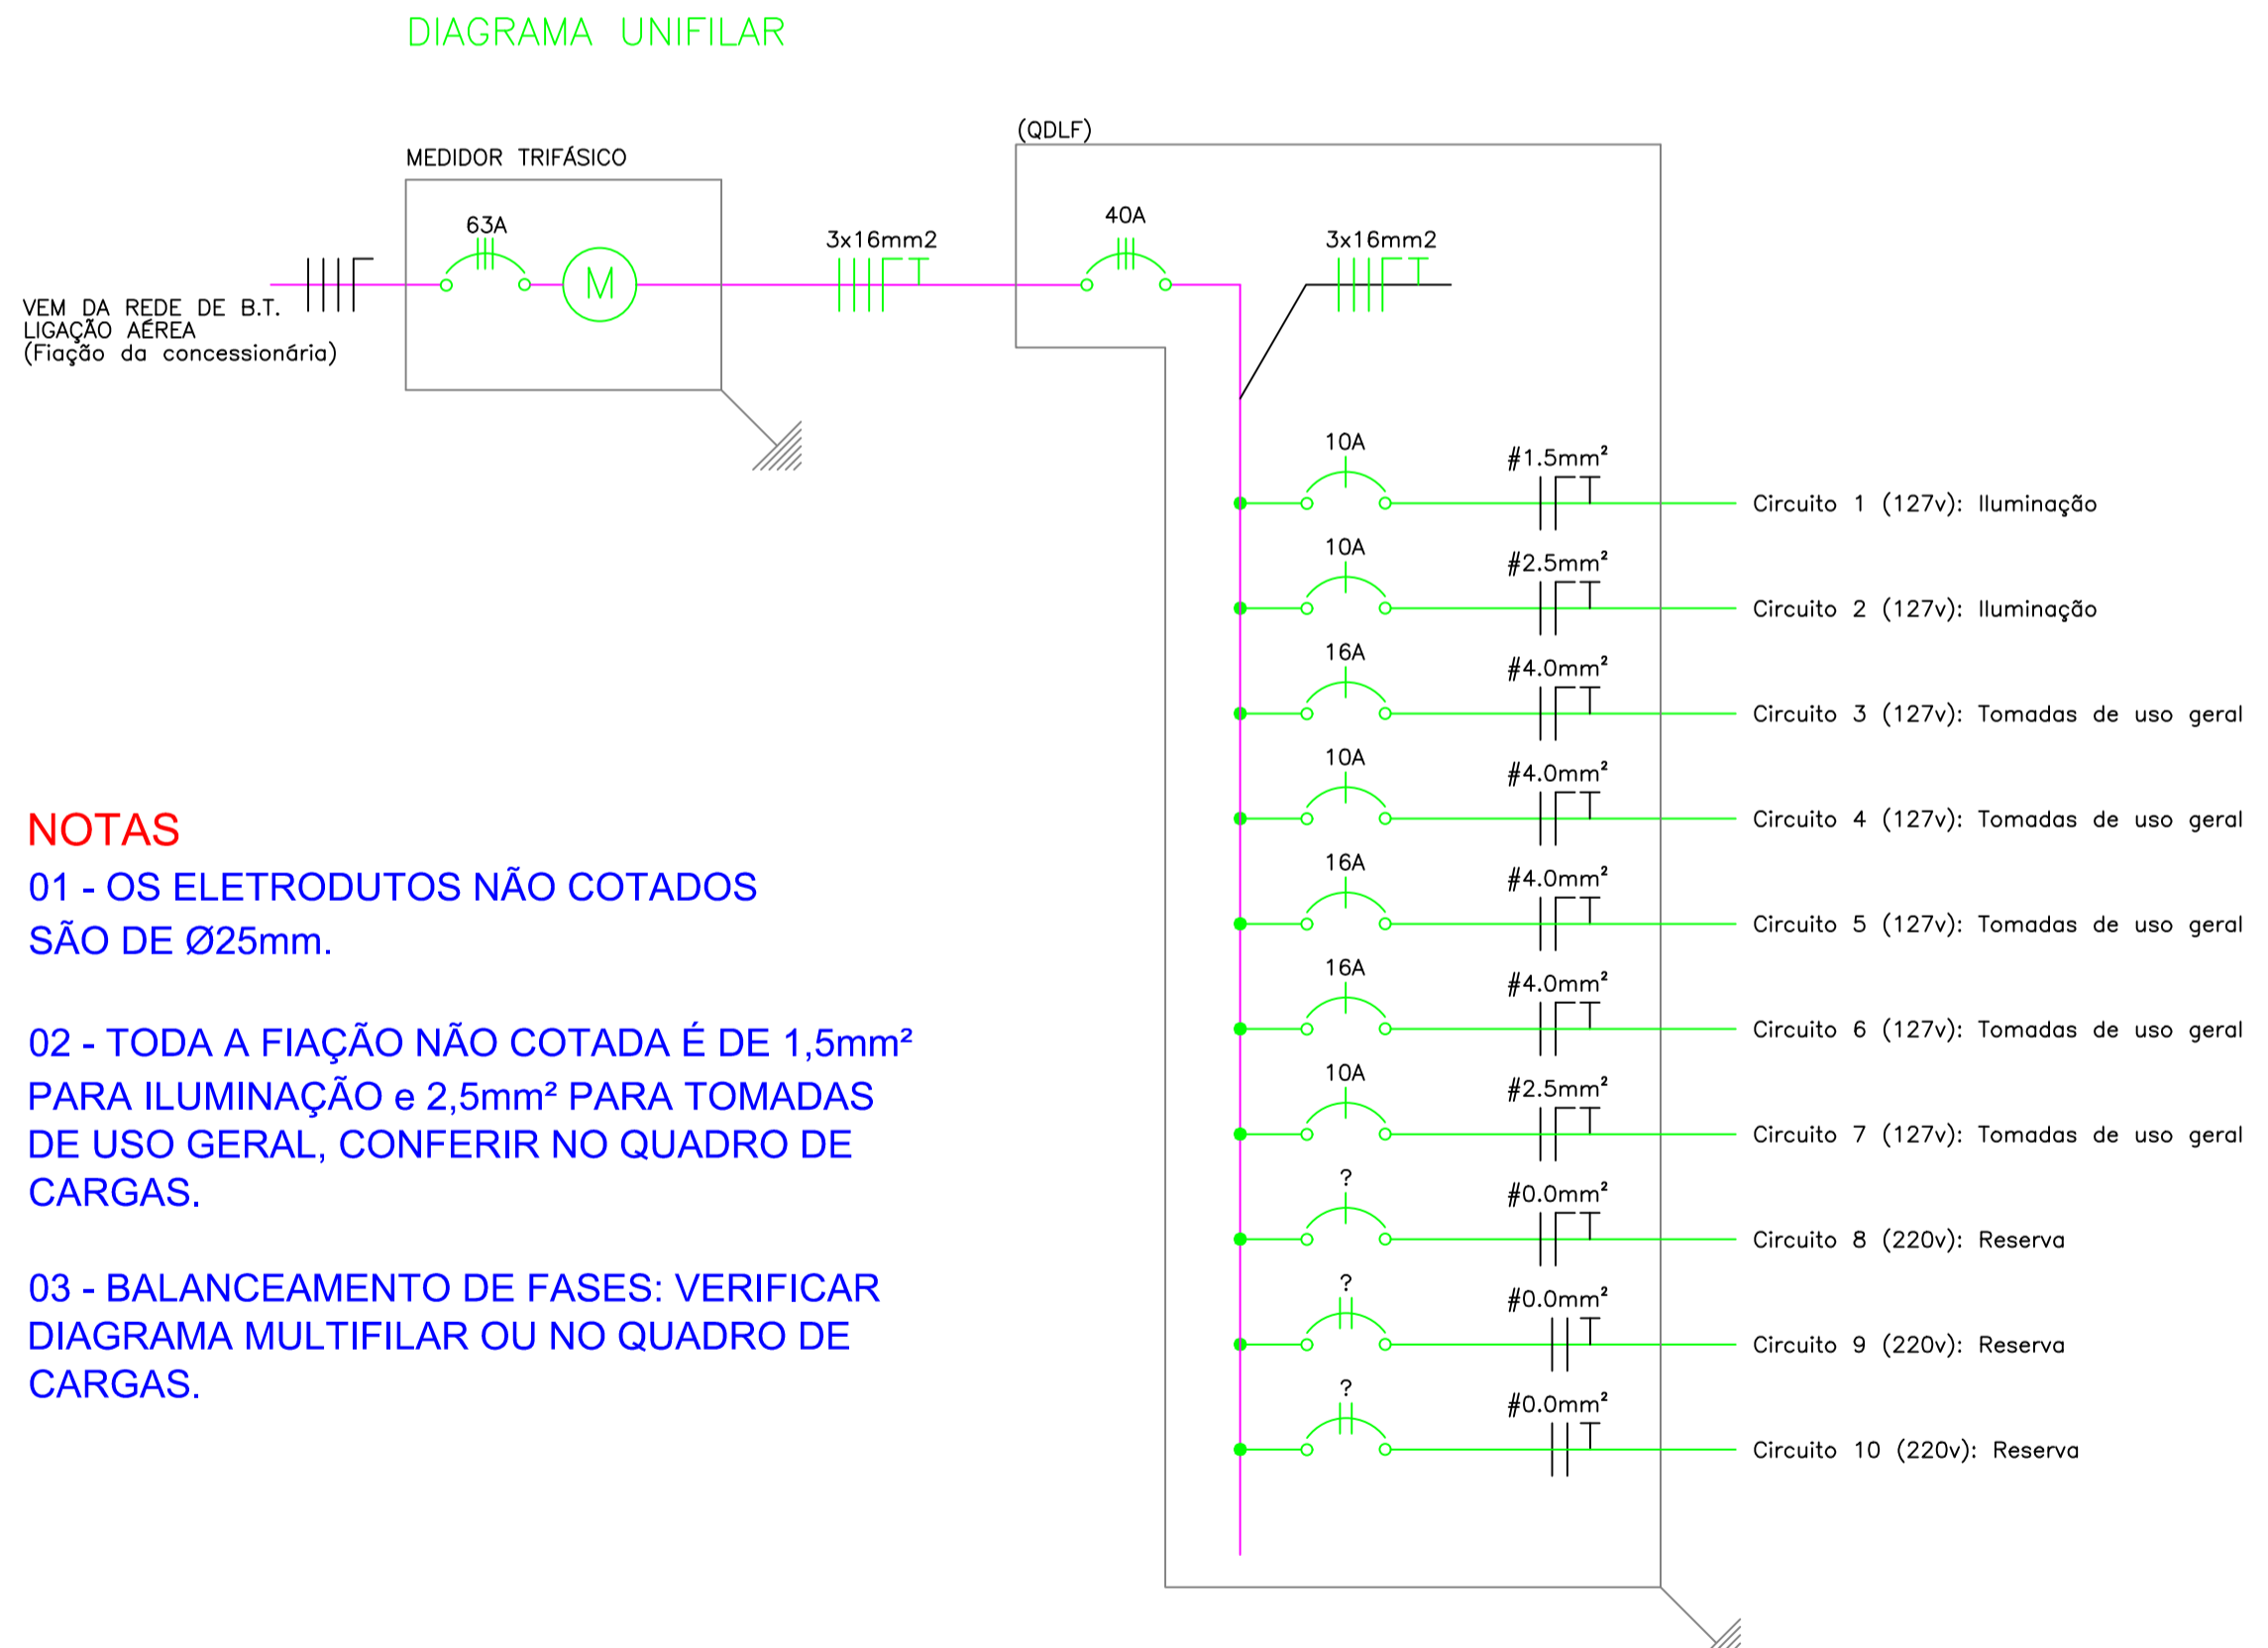 DIAGRAMA UNIFILAR
(QDLF)
MEDIDOR TRIFÁSICO
63A
40A
3x16mm2
3x16mm2
M
VEM DA REDE DE B.T.
LIGAÇÃO AÉREA
(Fiação da concessionária)
10A
#1.5mm²
Circuito 1 (127v): Iluminação
10A
#2.5mm²
Circuito 2 (127v): Iluminação
16A
#4.0mm²
Circuito 3 (127v): Tomadas de uso geral
10A
#4.0mm²
Circuito 4 (127v): Tomadas de uso geral
16A
#4.0mm²
Circuito 5 (127v): Tomadas de uso geral
16A
#4.0mm²
Circuito 6 (127v): Tomadas de uso geral
10A
#2.5mm²
Circuito 7 (127v): Tomadas de uso geral
?
#0.0mm²
Circuito 8 (220v): Reserva
?
#0.0mm²
Circuito 9 (220v): Reserva
?
#0.0mm²
Circuito 10 (220v): Reserva
NOTAS
01 - OS ELETRODUTOS NÃO COTADOS
SÃO DE Ø25mm.
02 - TODA A FIAÇÃO NÃO COTADA É DE 1,5mm²
PARA ILUMINAÇÃO e 2,5mm² PARA TOMADAS
DE USO GERAL, CONFERIR NO QUADRO DE
CARGAS.
03 - BALANCEAMENTO DE FASES: VERIFICAR
DIAGRAMA MULTIFILAR OU NO QUADRO DE
CARGAS.